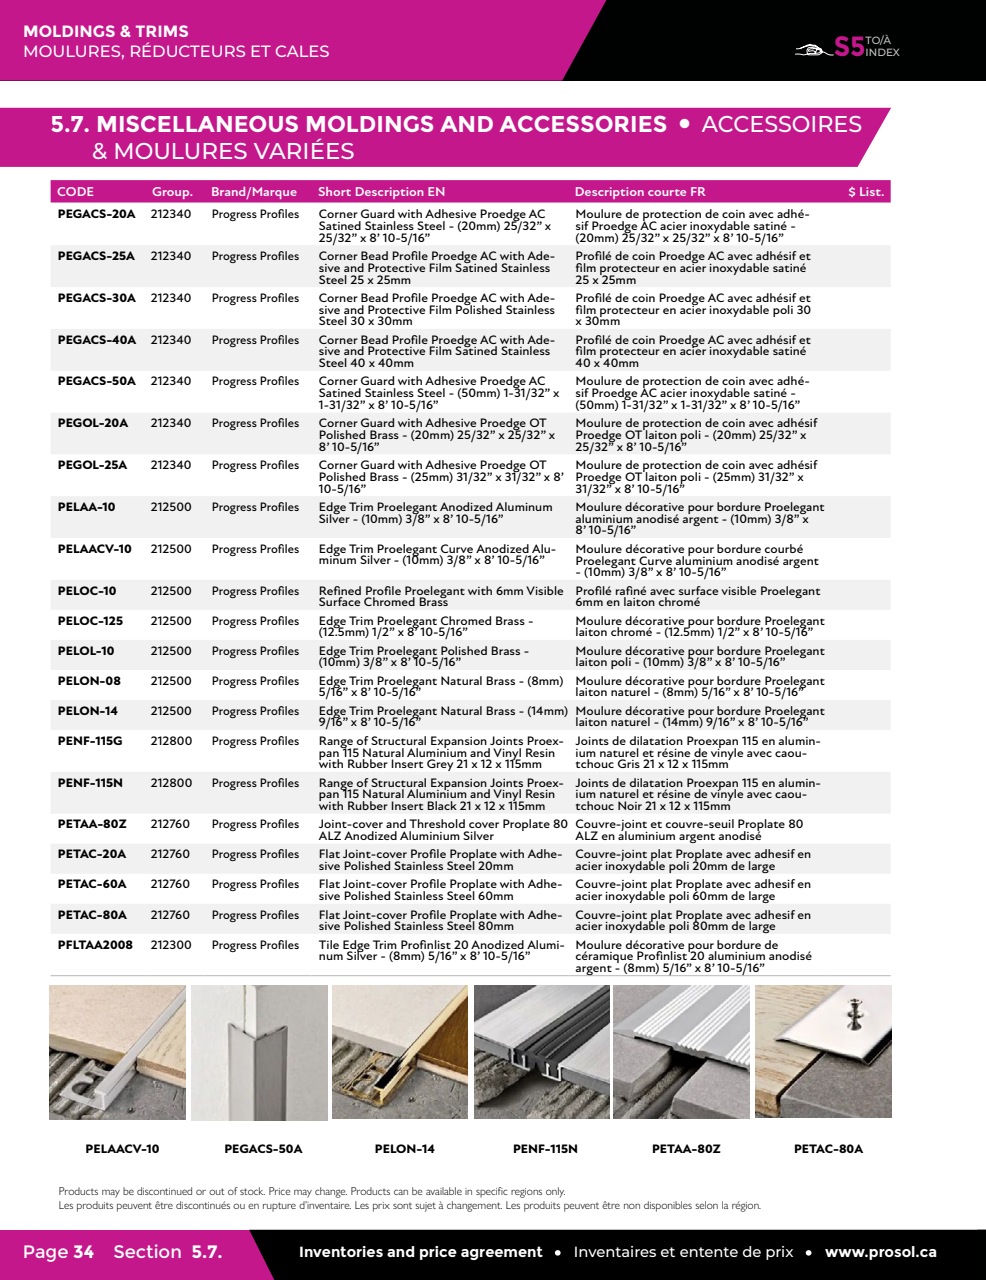 MOLDINGS & TRIMS
MOULURES, RÉDUCTEURS ET CALES
S5 TO/À
INDEX
5.7. MISCELLANEOUS MOLDINGS AND ACCESSORIES • ACCESSOIRES
& MOULURES VARIÉES
CODE Group. Brand/Marque Short Description EN Description courte FR $ List.
PEGACS-20A 212340 Progress Profiles Corner Guard with Adhesive Proedge AC Moulure de protection de coin avec adhé-
Satined Stainless Steel - (20mm) 25/32” x sif Proedge AC acier inoxydable satiné -
25/32” x 8’ 10-5/16” (20mm) 25/32” x 25/32” x 8’ 10-5/16”
PEGACS-25A 212340 Progress Profiles Corner Bead Profile Proedge AC with Ade- Profilé de coin Proedge AC avec adhésif et
sive and Protective Film Satined Stainless film protecteur en acier inoxydable satiné
Steel 25 x 25mm 25 x 25mm
PEGACS-30A 212340 Progress Profiles Corner Bead Profile Proedge AC with Ade- Profilé de coin Proedge AC avec adhésif et
sive and Protective Film Polished Stainless film protecteur en acier inoxydable poli 30
Steel 30 x 30mm x 30mm
PEGACS-40A 212340 Progress Profiles Corner Bead Profile Proedge AC with Ade- Profilé de coin Proedge AC avec adhésif et
sive and Protective Film Satined Stainless film protecteur en acier inoxydable satiné
Steel 40 x 40mm 40 x 40mm
PEGACS-50A 212340 Progress Profiles Corner Guard with Adhesive Proedge AC Moulure de protection de coin avec adhé-
Satined Stainless Steel - (50mm) 1-31/32” x sif Proedge AC acier inoxydable satiné -
1-31/32” x 8’ 10-5/16” (50mm) 1-31/32” x 1-31/32” x 8’ 10-5/16”
PEGOL-20A 212340 Progress Profiles Corner Guard with Adhesive Proedge OT Moulure de protection de coin avec adhésif
Polished Brass - (20mm) 25/32” x 25/32” x Proedge OT laiton poli - (20mm) 25/32” x
8’ 10-5/16” 25/32” x 8’ 10-5/16”
PEGOL-25A 212340 Progress Profiles Corner Guard with Adhesive Proedge OT Moulure de protection de coin avec adhésif
Polished Brass - (25mm) 31/32” x 31/32” x 8’ Proedge OT laiton poli - (25mm) 31/32” x
10-5/16” 31/32” x 8’ 10-5/16”
PELAA-10 212500 Progress Profiles Edge Trim Proelegant Anodized Aluminum Moulure décorative pour bordure Proelegant
Silver - (10mm) 3/8” x 8’ 10-5/16” aluminium anodisé argent - (10mm) 3/8” x
8’ 10-5/16”
PELAACV-10 212500 Progress Profiles Edge Trim Proelegant Curve Anodized Alu- Moulure décorative pour bordure courbé
minum Silver - (10mm) 3/8” x 8’ 10-5/16” Proelegant Curve aluminium anodisé argent
- (10mm) 3/8” x 8’ 10-5/16”
PELOC-10 212500 Progress Profiles Refined Profile Proelegant with 6mm Visible Profilé rafiné avec surface visible Proelegant
Surface Chromed Brass 6mm en laiton chromé
PELOC-125 212500 Progress Profiles Edge Trim Proelegant Chromed Brass - Moulure décorative pour bordure Proelegant
(12.5mm) 1/2” x 8’ 10-5/16” laiton chromé - (12.5mm) 1/2” x 8’ 10-5/16”
PELOL-10 212500 Progress Profiles Edge Trim Proelegant Polished Brass - Moulure décorative pour bordure Proelegant
(10mm) 3/8” x 8’ 10-5/16” laiton poli - (10mm) 3/8” x 8’ 10-5/16”
PELON-08 212500 Progress Profiles Edge Trim Proelegant Natural Brass - (8mm) Moulure décorative pour bordure Proelegant
5/16” x 8’ 10-5/16” laiton naturel - (8mm) 5/16” x 8’ 10-5/16”
PELON-14 212500 Progress Profiles Edge Trim Proelegant Natural Brass - (14mm) Moulure décorative pour bordure Proelegant
9/16” x 8’ 10-5/16” laiton naturel - (14mm) 9/16” x 8’ 10-5/16”
PENF-115G 212800 Progress Profiles Range of Structural Expansion Joints Proex- Joints de dilatation Proexpan 115 en alumin-
pan 115 Natural Aluminium and Vinyl Resin ium naturel et résine de vinyle avec caou-
with Rubber Insert Grey 21 x 12 x 115mm tchouc Gris 21 x 12 x 115mm
PENF-115N 212800 Progress Profiles Range of Structural Expansion Joints Proex- Joints de dilatation Proexpan 115 en alumin-
pan 115 Natural Aluminium and Vinyl Resin ium naturel et résine de vinyle avec caou-
with Rubber Insert Black 21 x 12 x 115mm tchouc Noir 21 x 12 x 115mm
PETAA-80Z 212760 Progress Profiles Joint-cover and Threshold cover Proplate 80 Couvre-joint et couvre-seuil Proplate 80
ALZ Anodized Aluminium Silver ALZ en aluminium argent anodisé
PETAC-20A 212760 Progress Profiles Flat Joint-cover Profile Proplate with Adhe- Couvre-joint plat Proplate avec adhesif en
sive Polished Stainless Steel 20mm acier inoxydable poli 20mm de large
PETAC-60A 212760 Progress Profiles Flat Joint-cover Profile Proplate with Adhe- Couvre-joint plat Proplate avec adhesif en
sive Polished Stainless Steel 60mm acier inoxydable poli 60mm de large
PETAC-80A 212760 Progress Profiles Flat Joint-cover Profile Proplate with Adhe- Couvre-joint plat Proplate avec adhesif en
sive Polished Stainless Steel 80mm acier inoxydable poli 80mm de large
PFLTAA2008 212300 Progress Profiles Tile Edge Trim Profinlist 20 Anodized Alumi- Moulure décorative pour bordure de
num Silver - (8mm) 5/16” x 8’ 10-5/16” céramique Profinlist 20 aluminium anodisé
argent - (8mm) 5/16” x 8’ 10-5/16”
PELAACV-10 PEGACS-50A PELON-14 PENF-115N PETAA-80Z PETAC-80A
Products may be discontinued or out of stock. Price may change. Products can be available in specific regions only.
Les produits peuvent être discontinués ou en rupture d’inventaire. Les prix sont sujet à changement. Les produits peuvent être non disponibles selon la région.
Page 34 Section 5.7. Inventories and price agreement • Inventaires et entente de prix • www.prosol.ca